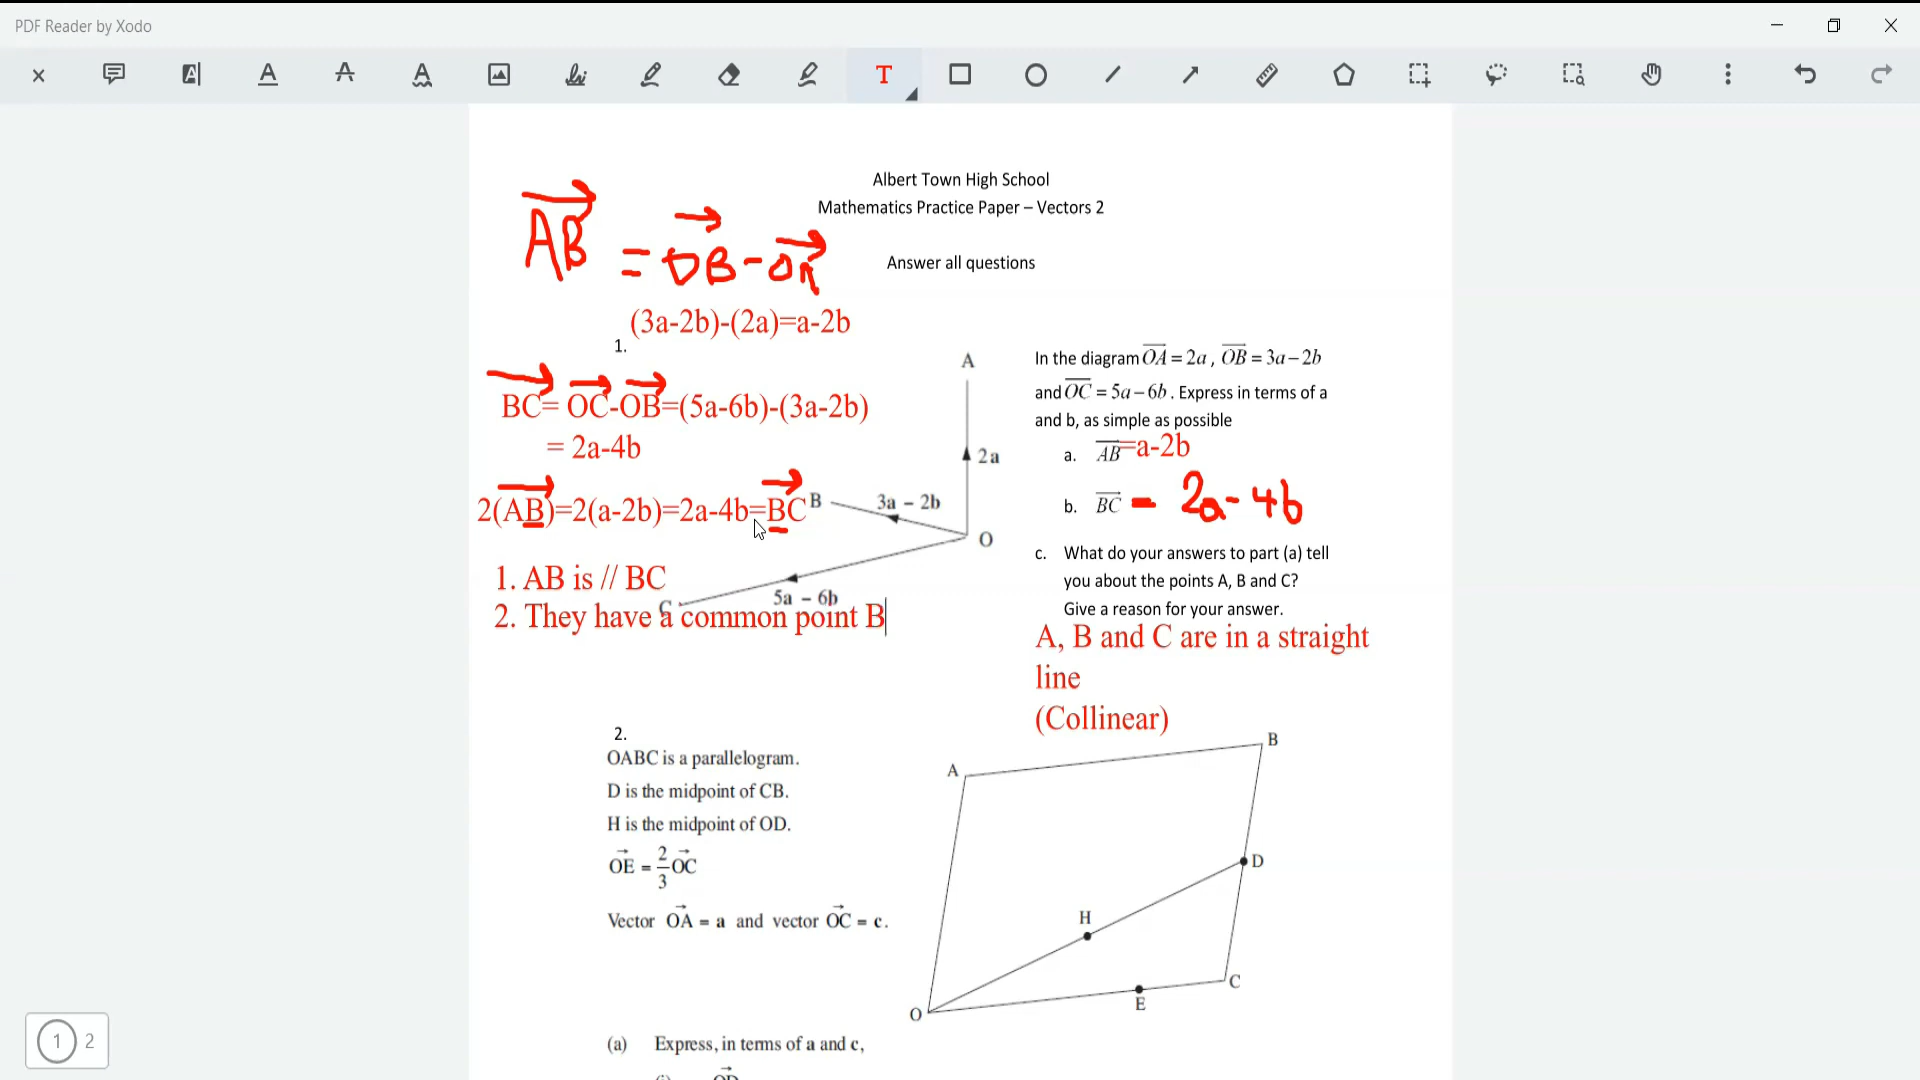 PDF Reader by Xodo
Albert Town High School
Mathematics Practice Paper – Vectors 2
Answer all questions
AB = OB - OA
(3a-2b)-(2a)=a-2b
1.
BC= OC-OB=(5a-6b)-(3a-2b)
= 2a-4b
2(AB)=2(a-2b)=2a-4b=BC
1. AB is // BC
2. They have a common point B
A
2a
B
3a – 2b
O
C
5a – 6b
In the diagram OA = 2a , OB = 3a – 2b
and OC = 5a – 6b . Express in terms of a
and b, as simple as possible
a. AB=a-2b
b. BC = 2a-4b
c. What do your answers to part (a) tell
you about the points A, B and C?
Give a reason for your answer.
A, B and C are in a straight
line
(Collinear)
2.
OABC is a parallelogram.
D is the midpoint of CB.
H is the midpoint of OD.
OE = 2/3 OC
Vector OA = a and vector OC = c.
A
B
D
H
C
E
O
(a) Express, in terms of a and c,
(i) OD
1 2